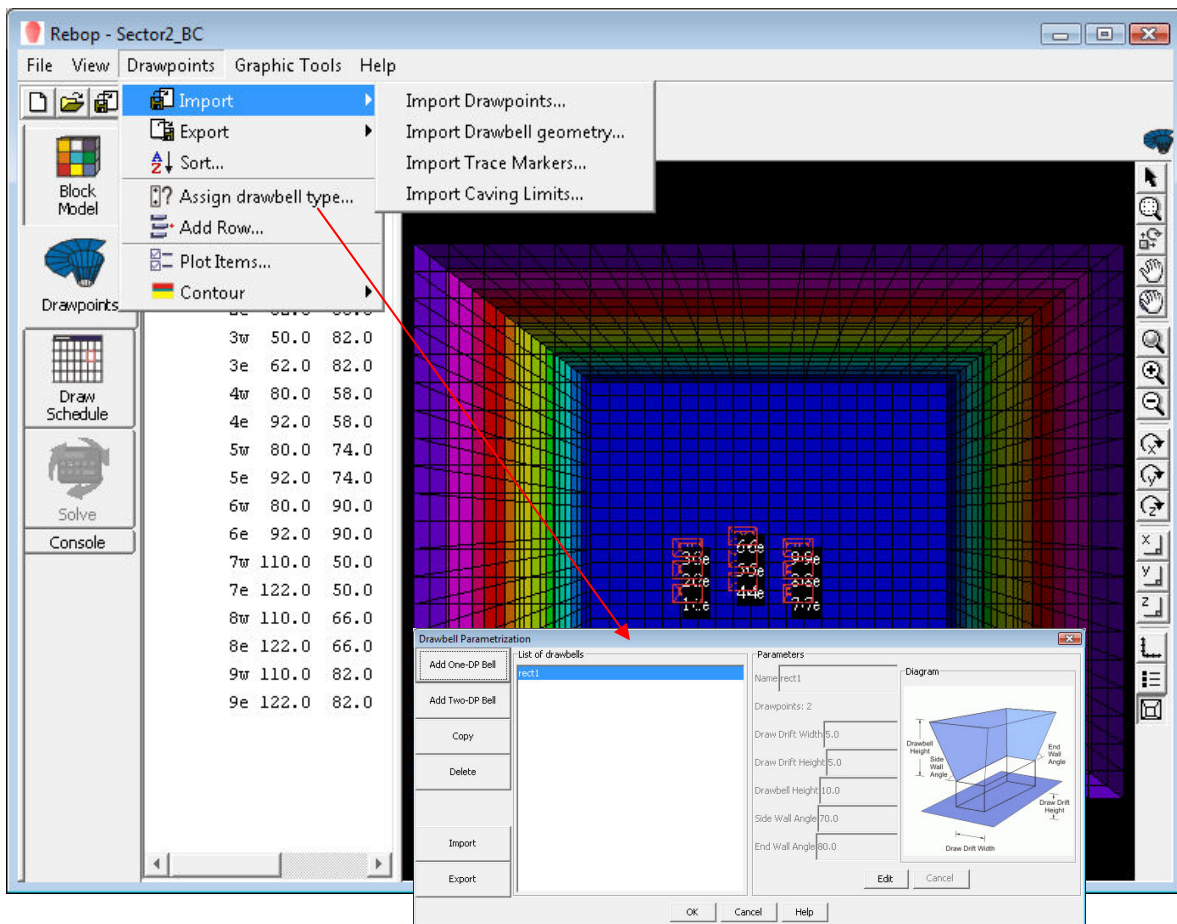 Rebop - Sector2_BC
File View Drawpoints Graphic Tools Help
Import
Export
Sort...
Assign drawbell type...
Add Row...
Plot Items...
Contour
Import Drawpoints...
Import Drawbell geometry...
Import Trace Markers...
Import Caving Limits...
Block
Model
Drawpoints
Draw
Schedule
Solve
Console
3w 50.0 82.0
3e 62.0 82.0
4w 80.0 58.0
4e 92.0 58.0
5w 80.0 74.0
5e 92.0 74.0
6w 80.0 90.0
6e 92.0 90.0
7w 110.0 50.0
7e 122.0 50.0
8w 110.0 66.0
8e 122.0 66.0
9w 110.0 82.0
9e 122.0 82.0
x
y
z
x
y
z
Drawbell Parametrization
Add One-DP Bell
Add Two-DP Bell
Copy
Delete
Import
Export
List of drawbells
rect1
Parameters
Name rect1
Drawpoints: 2
Draw Drift Width 5.0
Draw Drift Height 5.0
Drawbell Height 10.0
Side Wall Angle 70.0
End Wall Angle 80.0
Diagram
Drawbell
Height
Side
Wall
Angle
End
Wall
Angle
Draw Drift
Height
Draw Drift Width
Edit Cancel
OK Cancel Help